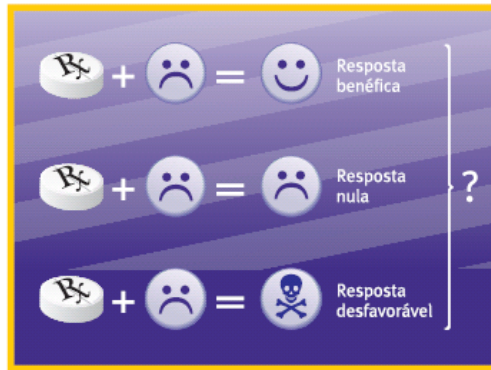 Rx + = Resposta
benéfica
Rx + = Resposta
nula
?
Rx + = Resposta
desfavorável